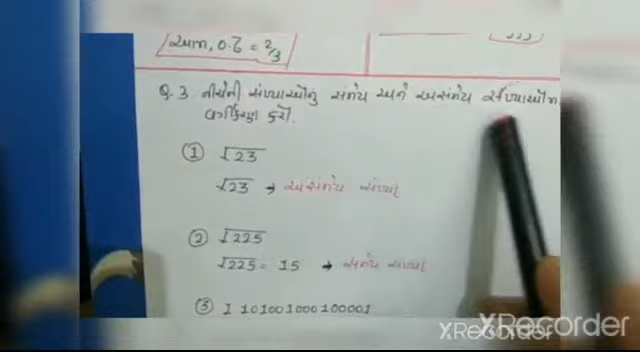 આમ, 0.6̄ = 2/3
Q.3 નીચેની સંખ્યાઓનું સંમેય અને અસંમેય સંખ્યાઓમાં
વર્ગીકરણ કરો.
① √23
√23 → અસંમેય સંખ્યા
② √225
√225 = 15 → સંમેય સંખ્યા
③ 1 101001000100001
XRecorder
XRecorder